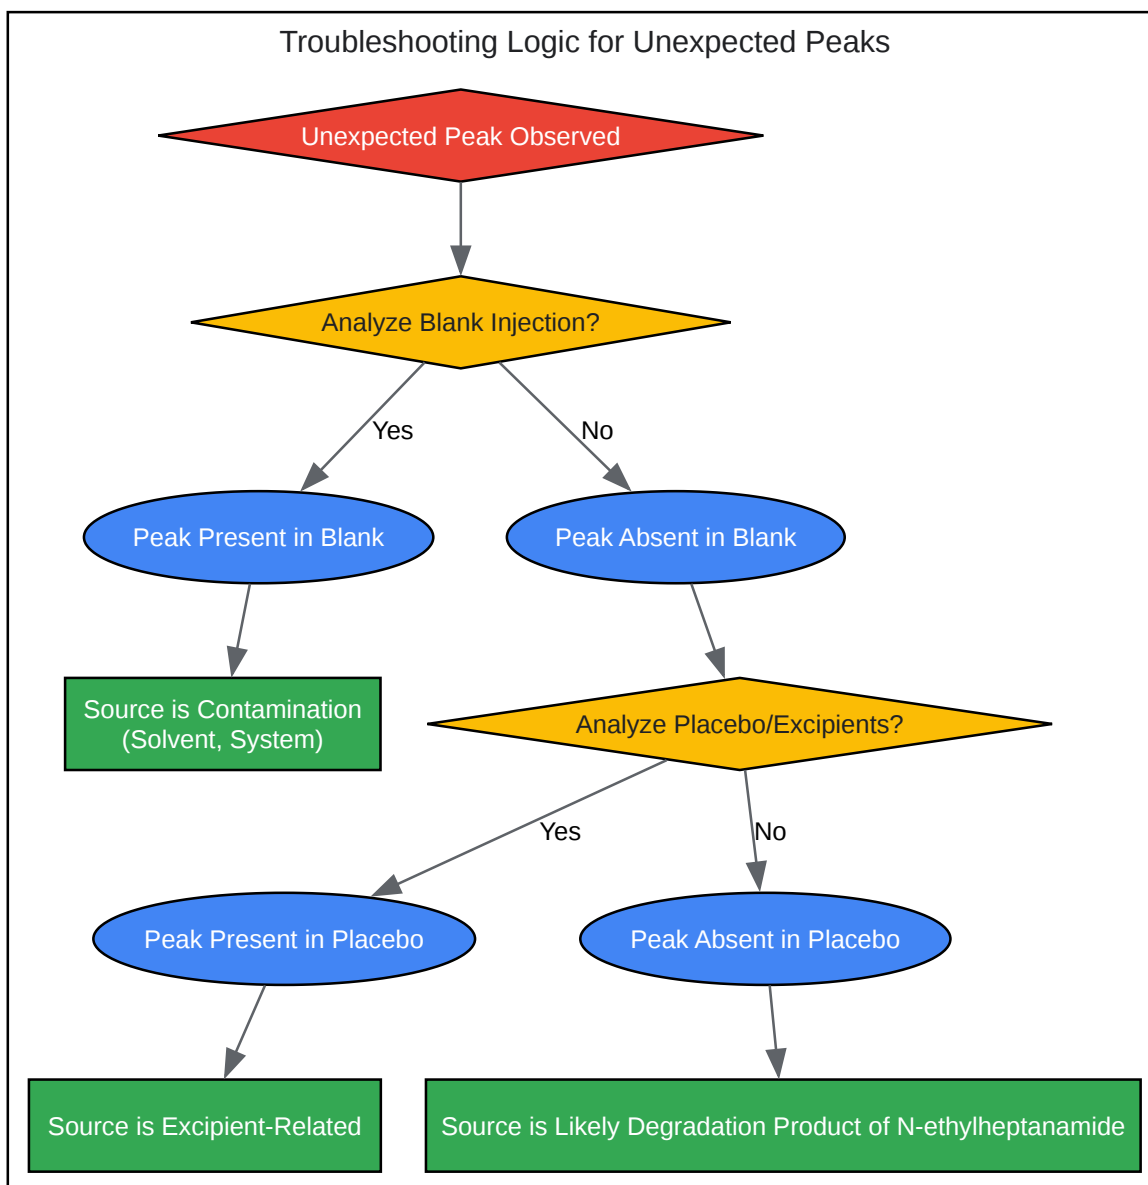 Troubleshooting Logic for Unexpected Peaks
Unexpected Peak Observed
Analyze Blank Injection?
Yes
No
Peak Present in Blank
Peak Absent in Blank
Source is Contamination
(Solvent, System)
Analyze Placebo/Excipients?
Yes
No
Peak Present in Placebo
Peak Absent in Placebo
Source is Excipient-Related
Source is Likely Degradation Product of N-ethylheptanamide